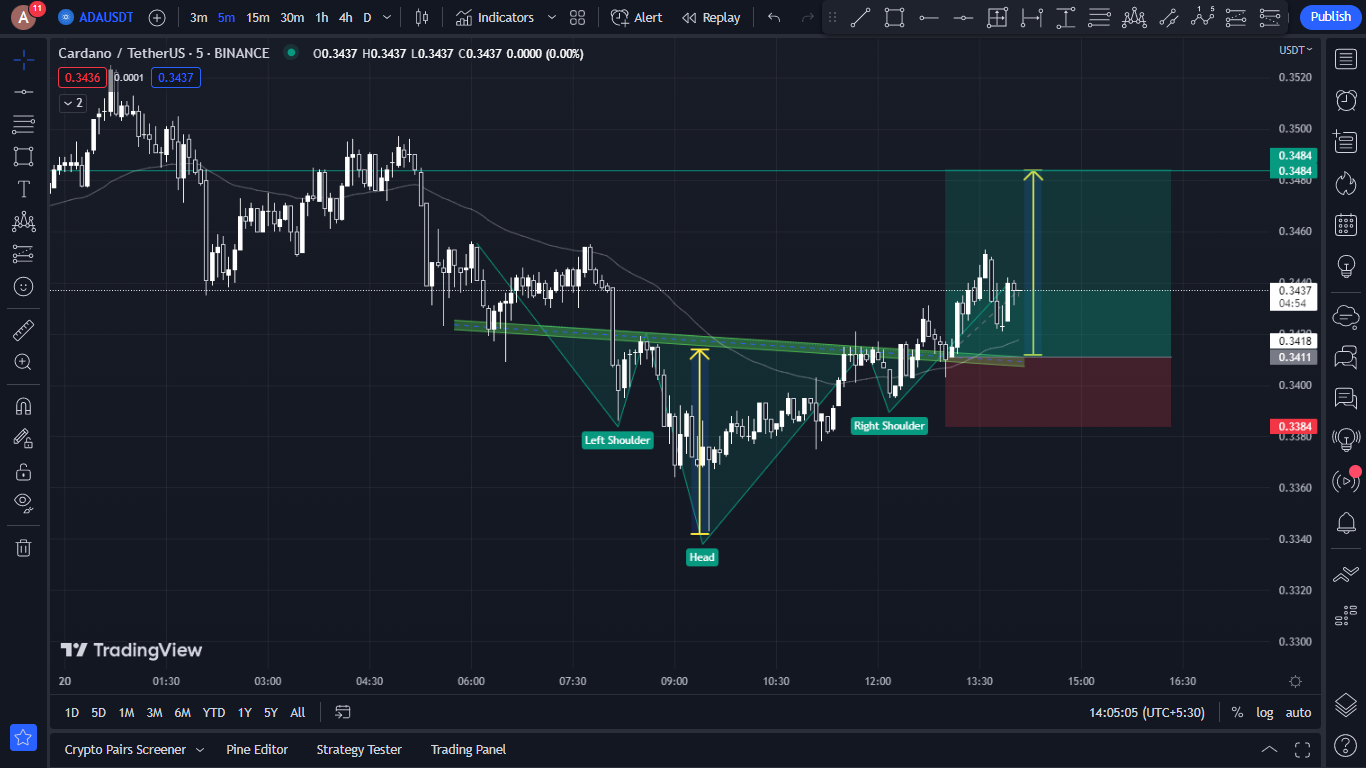 A 11 ADAUSDT 3m 5m 15m 30m 1h 4h D Indicators Alert Replay 1 5 Publish
Cardano / TetherUS · 5 · BINANCE O0.3437 H0.3437 L0.3437 C0.3437 0.0000 (0.00%) USDT
0.3436 0.0001 0.3437
2
0.3520
0.3500
0.3484
0.3484
0.3480
0.3460
0.3440
0.3437
04:54
0.3420
0.3418
0.3411
0.3400
0.3384
0.3380
0.3360
0.3340
0.3320
0.3300
Left Shoulder
Right Shoulder
Head
TradingView
20 01:30 03:00 04:30 06:00 07:30 09:00 10:30 12:00 13:30 15:00 16:30
1D 5D 1M 3M 6M YTD 1Y 5Y All 14:05:05 (UTC+5:30) % log auto
Crypto Pairs Screener Pine Editor Strategy Tester Trading Panel